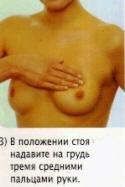 3) В положении стоя
надавите на грудь
тремя средними
пальцами руки.